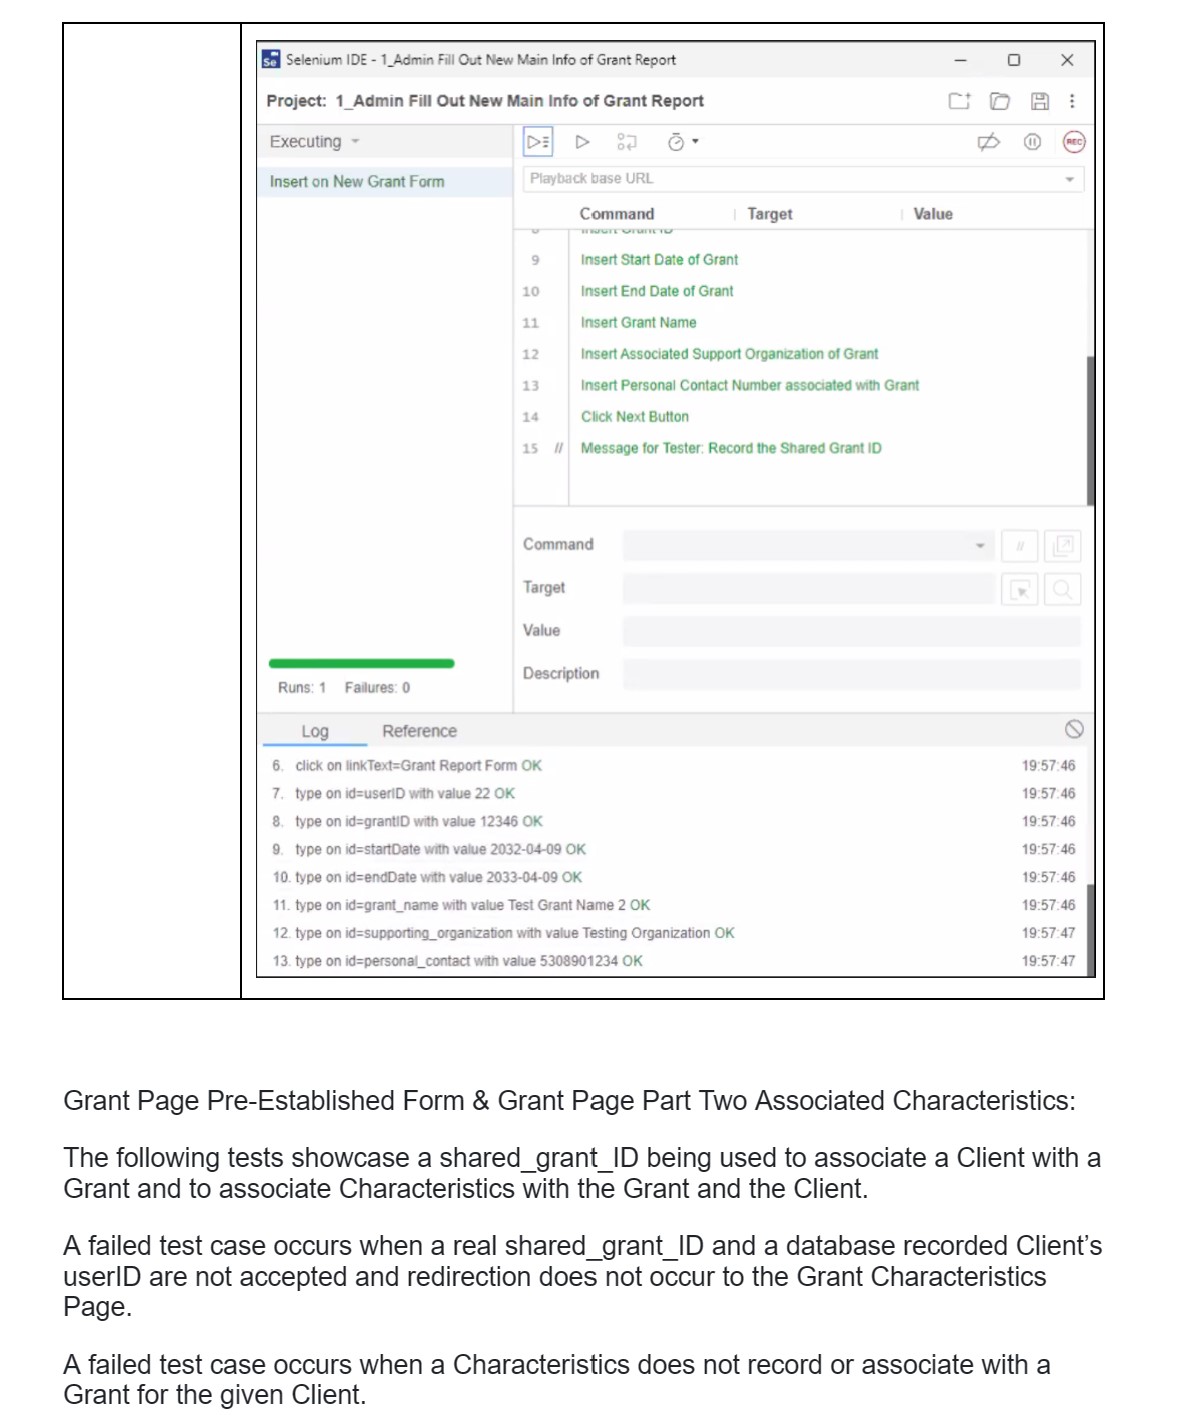 Selenium IDE - 1_Admin Fill Out New Main Info of Grant Report
Project: 1_Admin Fill Out New Main Info of Grant Report
Executing
REC
Insert on New Grant Form
Playback base URL
Command Target Value
Insert Grant ID
9 Insert Start Date of Grant
10 Insert End Date of Grant
11 Insert Grant Name
12 Insert Associated Support Organization of Grant
13 Insert Personal Contact Number associated with Grant
14 Click Next Button
15 // Message for Tester: Record the Shared Grant ID
Command //
Target
Value
Description
Runs: 1 Failures: 0
Log Reference
6. click on linkText=Grant Report Form OK 19:57:46
7. type on id=userID with value 22 OK 19:57:46
8. type on id=grantID with value 12346 OK 19:57:46
9. type on id=startDate with value 2032-04-09 OK 19:57:46
10. type on id=endDate with value 2033-04-09 OK 19:57:46
11. type on id=grant_name with value Test Grant Name 2 OK 19:57:46
12. type on id=supporting_organization with value Testing Organization OK 19:57:47
13. type on id=personal_contact with value 5308901234 OK 19:57:47
Grant Page Pre-Established Form & Grant Page Part Two Associated Characteristics:
The following tests showcase a shared_grant_ID being used to associate a Client with a
Grant and to associate Characteristics with the Grant and the Client.
A failed test case occurs when a real shared_grant_ID and a database recorded Client's
userID are not accepted and redirection does not occur to the Grant Characteristics
Page.
A failed test case occurs when a Characteristics does not record or associate with a
Grant for the given Client.